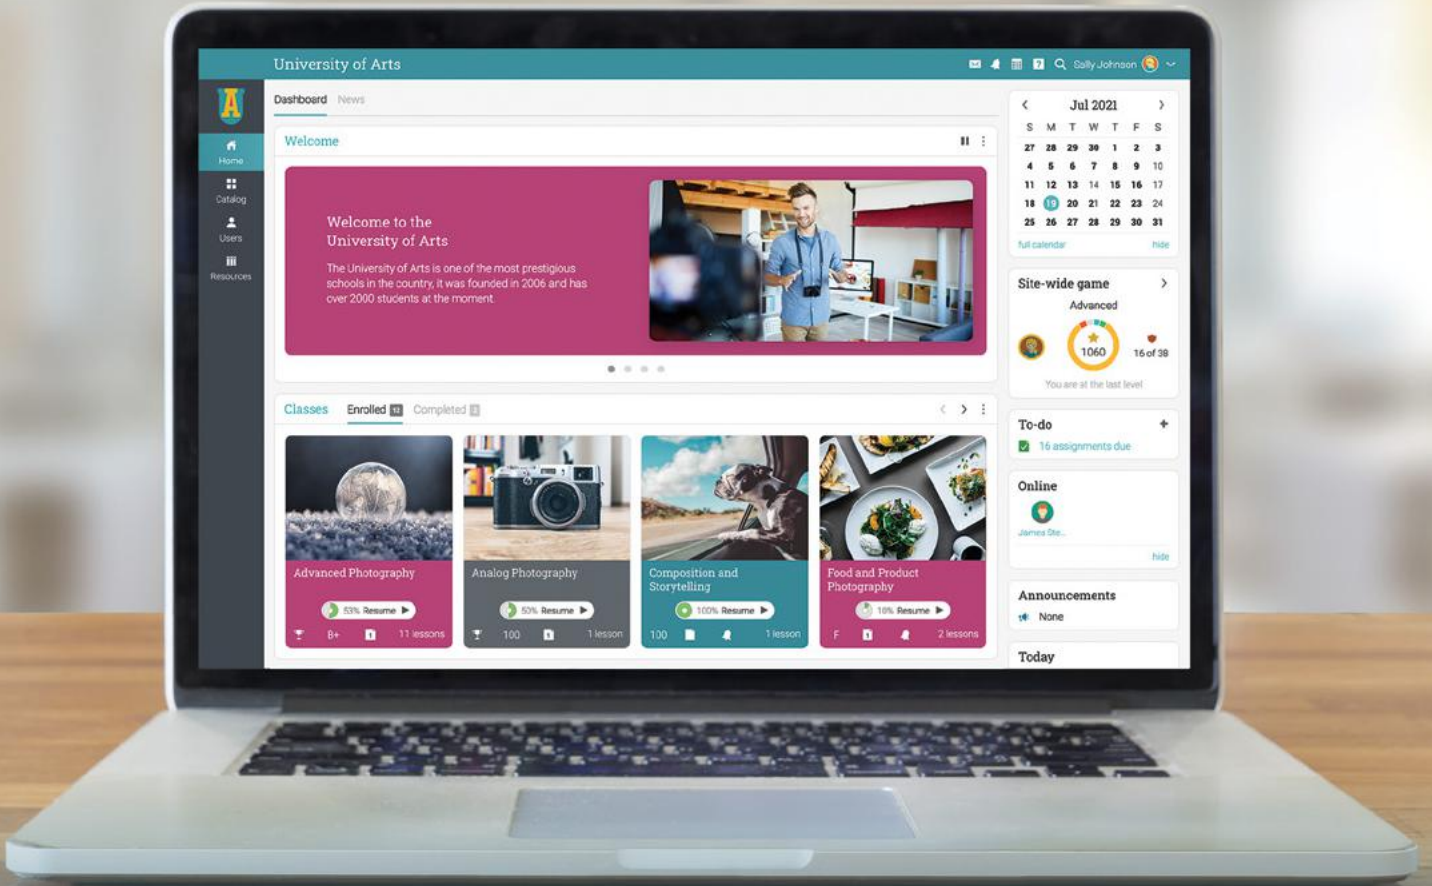 University of Arts
Sally Johnson
A
Home
Catalog
Users
Resources
Dashboard News
Welcome
Welcome to the
University of Arts
The University of Arts is one of the most prestigious
schools in the country, it was founded in 2006 and has
over 2000 students at the moment.
Classes Enrolled 12 Completed
Advanced Photography
53% Resume
B+ 11 lessons
Analog Photography
50% Resume
100 1 lesson
Composition and
Storytelling
100% Resume
100 1 lesson
Food and Product
Photography
18% Resume
F 2 lessons
Jul 2021
S M T W T F S
27 28 29 30 1 2 3
4 5 6 7 8 9 10
11 12 13 14 15 16 17
18 19 20 21 22 23 24
25 26 27 28 29 30 31
full calendar hide
Site-wide game
Advanced
1060
16 of 38
You are at the last level
To-do
16 assignments due
Online
James Ste...
hide
Announcements
None
Today